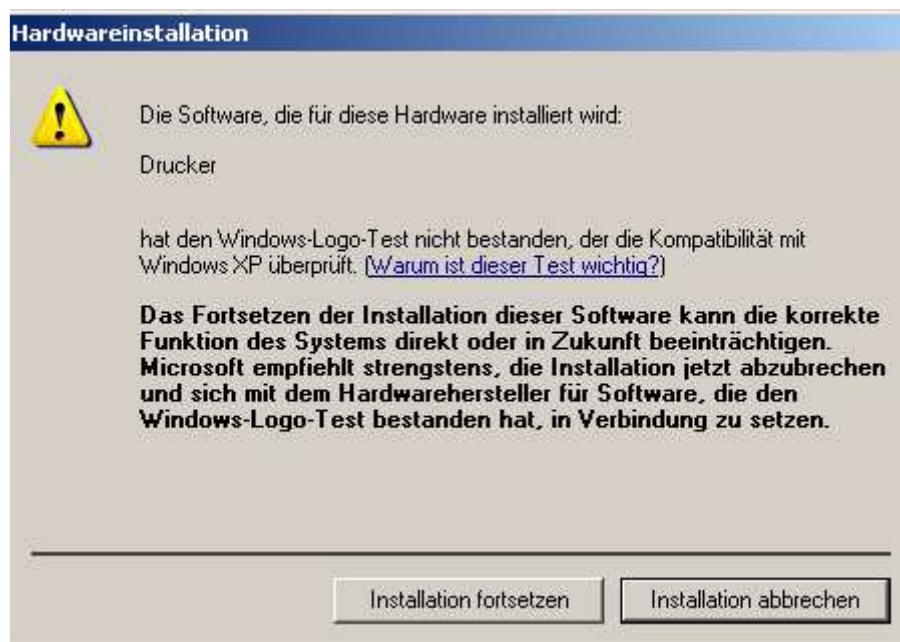 Hardwareinstallation
Die Software, die für diese Hardware installiert wird:
Drucker
hat den Windows-Logo-Test nicht bestanden, der die Kompatibilität mit
Windows XP überprüft. (Warum ist dieser Test wichtig?)
Das Fortsetzen der Installation dieser Software kann die korrekte
Funktion des Systems direkt oder in Zukunft beeinträchtigen.
Microsoft empfiehlt strengstens, die Installation jetzt abzubrechen
und sich mit dem Hardwarehersteller für Software, die den
Windows-Logo-Test bestanden hat, in Verbindung zu setzen.
Installation fortsetzen
Installation abbrechen